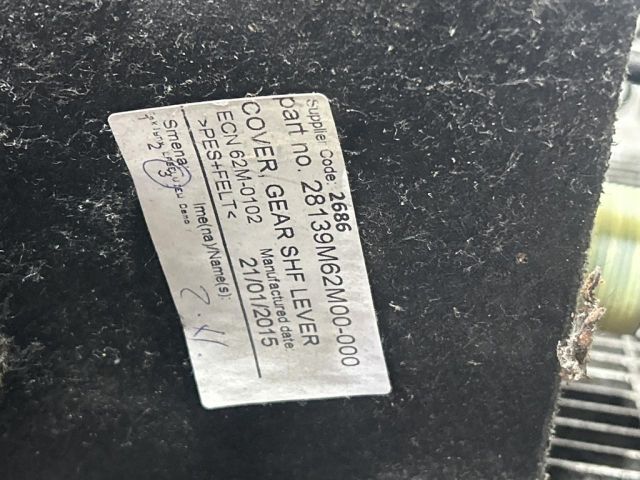 Supplier Code: 2686
part no. 28139M62M00-000
COVER, GEAR SHF LEVER
ECN 62M-0102 Manufactured date:
>PES+FELT< 21/01/2015
Smena: Ime(na)/Name(s):
1 2 3